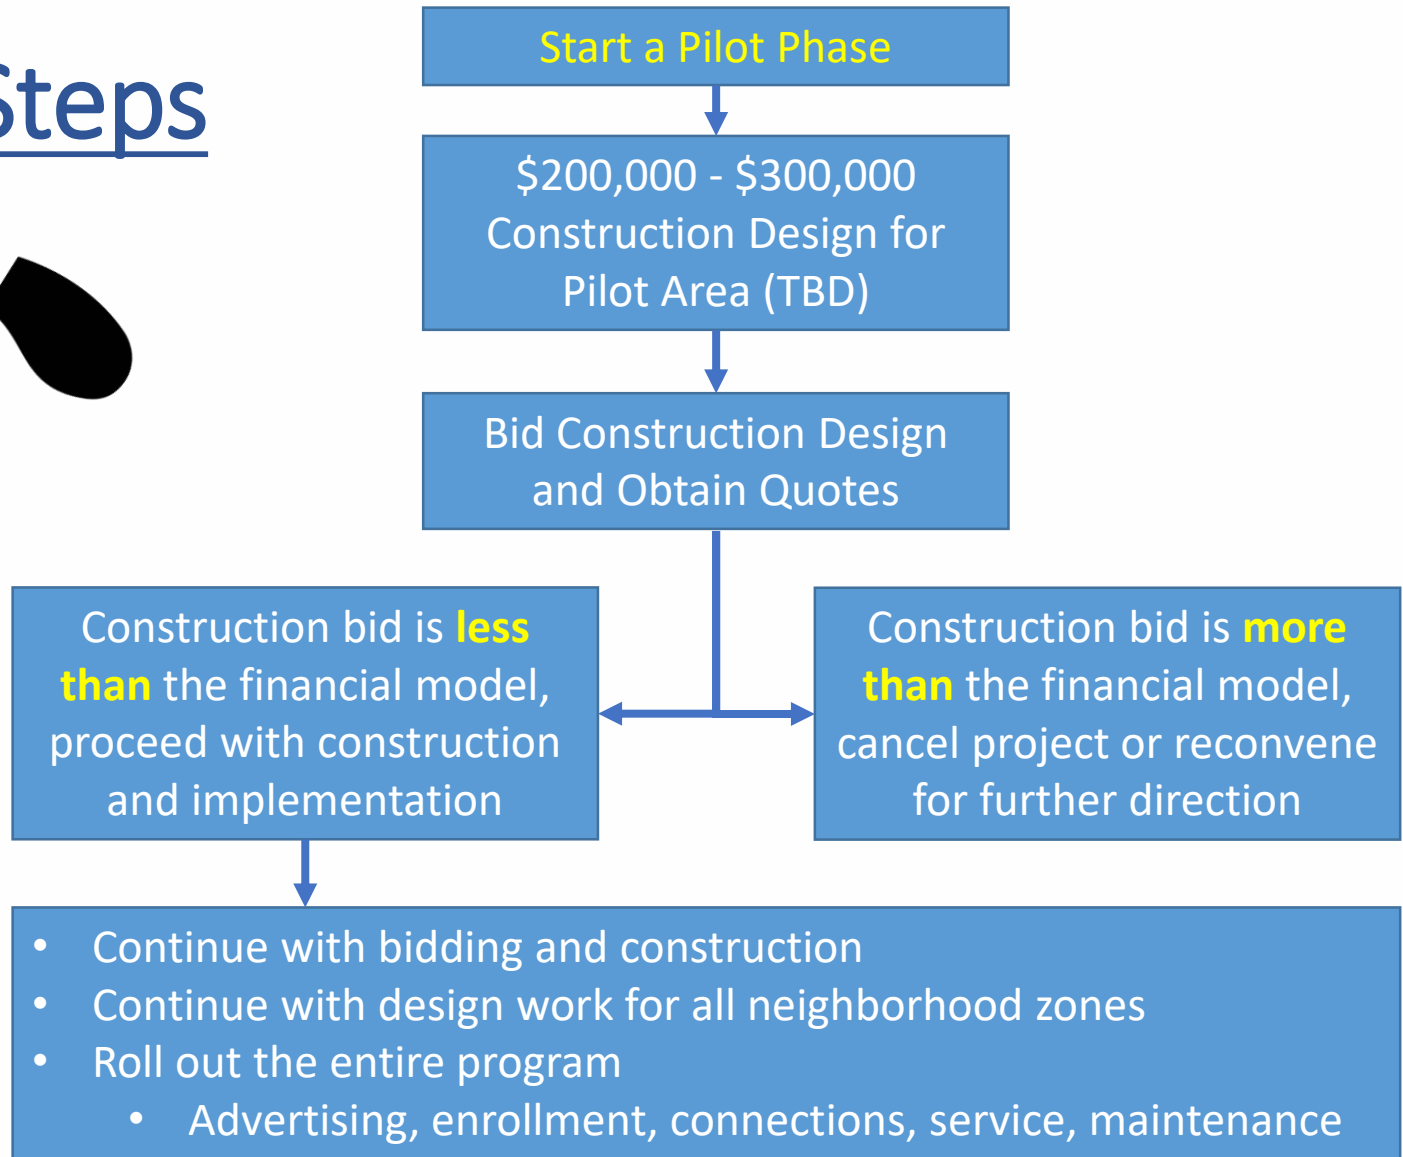 Steps
Start a Pilot Phase
$200,000 - $300,000
Construction Design for
Pilot Area (TBD)
Bid Construction Design
and Obtain Quotes
Construction bid is less
than the financial model,
proceed with construction
and implementation
Construction bid is more
than the financial model,
cancel project or reconvene
for further direction
• Continue with bidding and construction
• Continue with design work for all neighborhood zones
• Roll out the entire program
• Advertising, enrollment, connections, service, maintenance